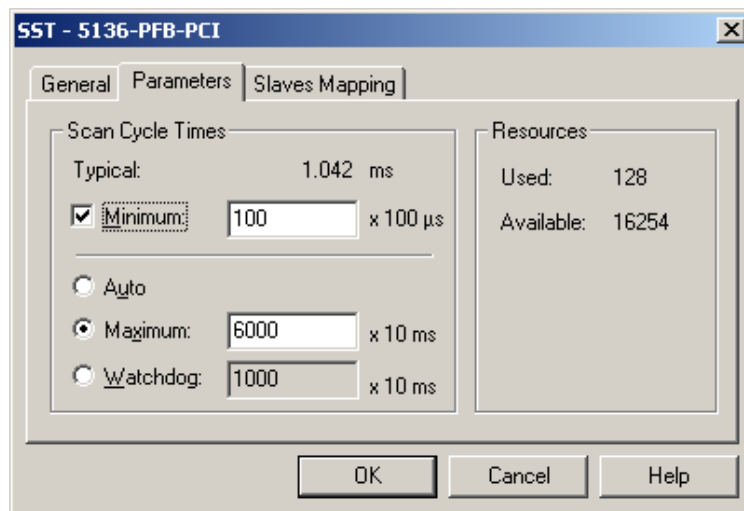 SST - 5136-PFB-PCI
General Parameters Slaves Mapping
Scan Cycle Times
Typical: 1.042 ms
Minimum: 100 x 100 µs
Auto
Maximum: 6000 x 10 ms
Watchdog: 1000 x 10 ms
Resources
Used: 128
Available: 16254
OK Cancel Help